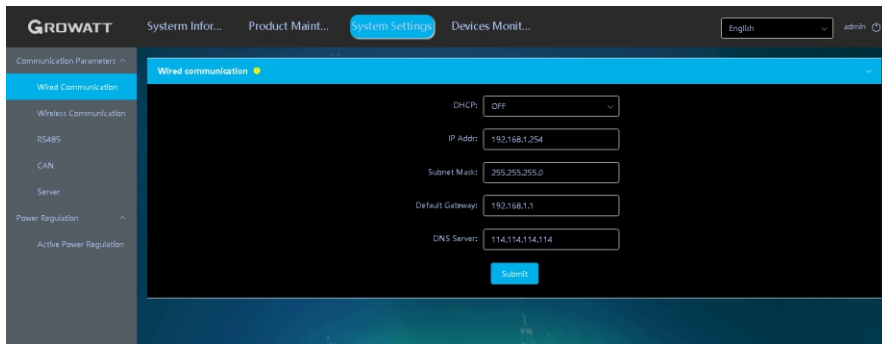 GROWATT
Systerm Infor...
Product Maint...
System Settings
Devices Monit...
English
admin
Communication Parameters
Wired Communication
Wireless Communication
RS485
CAN
Server
Power Regulation
Active Power Regulation
Wired communication
DHCP: OFF
IP Addr: 192.168.1.254
Subnet Mask: 255.255.255.0
Default Gateway: 192.168.1.1
DNS Server: 114.114.114.114
Submit